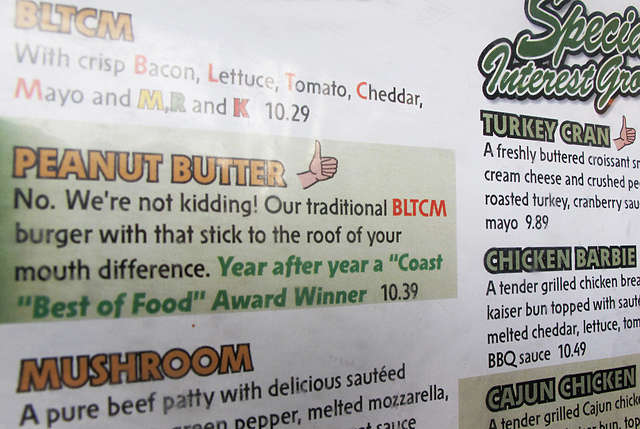 BLTCM
With crisp Bacon, Lettuce, Tomato, Cheddar,
Mayo and M,R and K 10.29
PEANUT BUTTER
No. We're not kidding! Our traditional BLTCM
burger with that stick to the roof of your
mouth difference. Year after year a "Coast
"Best of Food" Award Winner 10.39
MUSHROOM
A pure beef patty with delicious sautéed
green pepper, melted mozzarella,
sauce
Special
Interest
TURKEY CRAN
A freshly buttered croissant
cream cheese and crushed
roasted turkey, cranberry
mayo 9.89
CHICKEN BARBIE
A tender grilled chicken
kaiser bun topped with
melted cheddar, lettuce,
BBQ sauce 10.49
CAJUN CHICKEN
A tender grilled Cajun
bun,